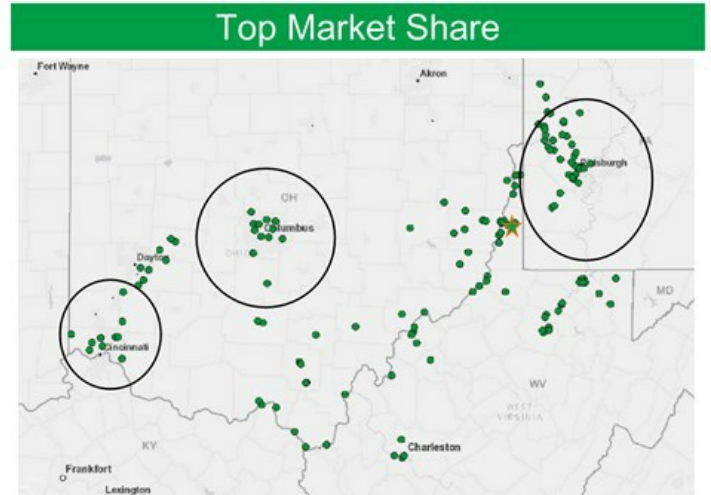 Top Market Share
Fort Wayne
Akron
PA
Pittsburgh
OH
Columbus
OHIO
Dayton
MD
Cincinnati
WV
WEST
VIRGINIA
KY
Charleston
Frankfort
Lexington